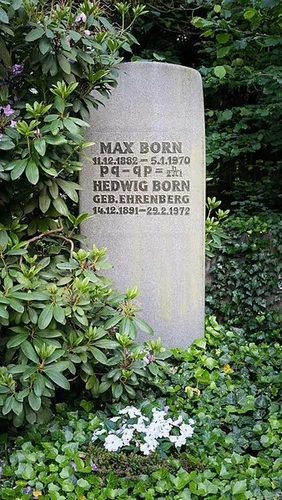 MAX BORN
11.12.1882 – 5.1.1970
pq - qp = h/2πi
HEDWIG BORN
GEB. EHRENBERG
14.12.1891 – 29.2.1972